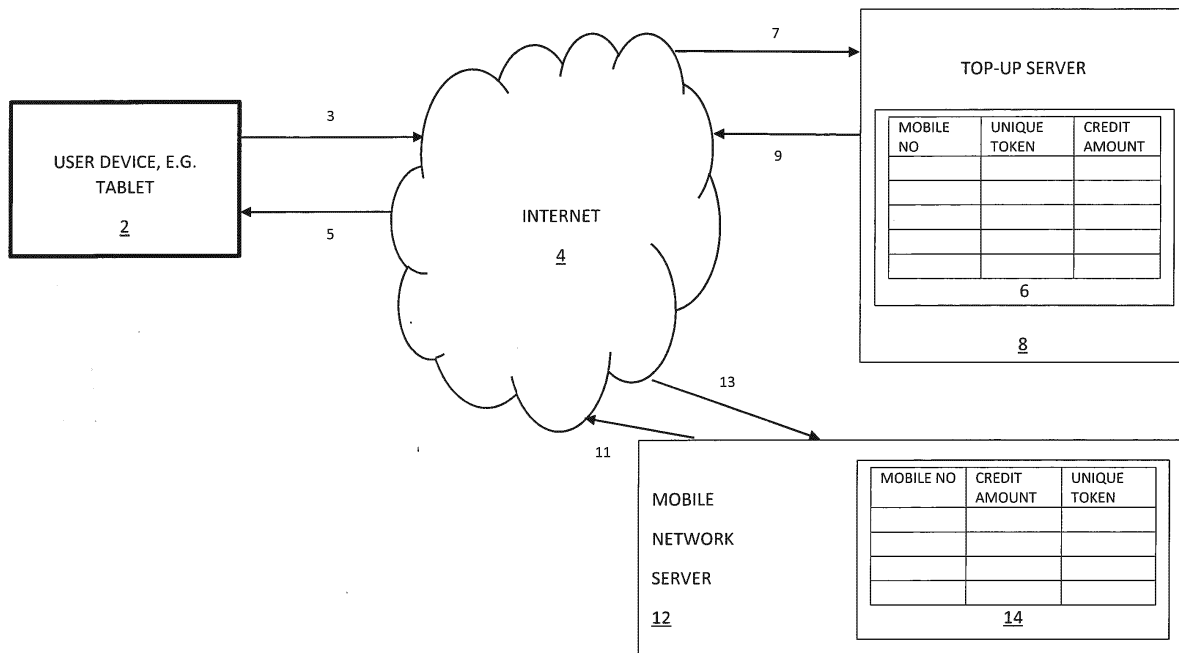 USER DEVICE, E.G.
TABLET
2
3
5
INTERNET
4
7
9
TOP-UP SERVER
MOBILE NO
UNIQUE TOKEN
CREDIT AMOUNT
6
8
13
11
MOBILE
NETWORK
SERVER
12
MOBILE NO
CREDIT AMOUNT
UNIQUE TOKEN
14